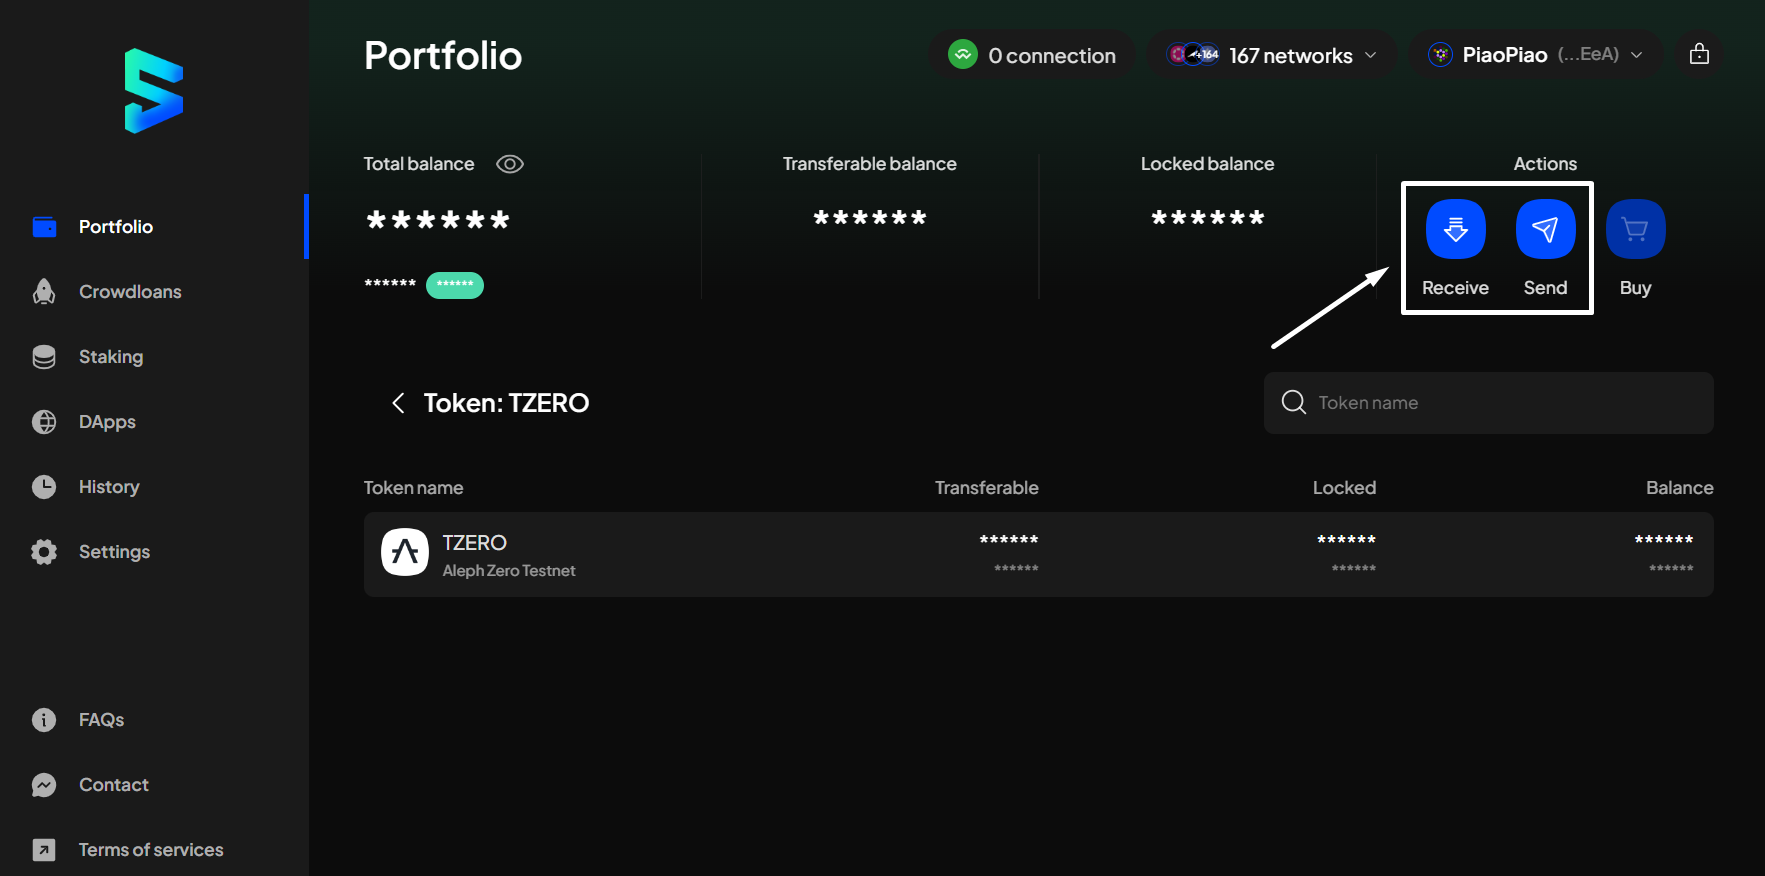 Portfolio
0 connection
+164
167 networks
PiaoPiao (...EeA)
Portfolio
Crowdloans
Staking
DApps
History
Settings
FAQs
Contact
Terms of services
Total balance
******
****** ******
Transferable balance
******
Locked balance
******
Actions
Receive
Send
Buy
Token: TZERO
Token name
Token name Transferable Locked Balance
TZERO ****** ****** ******
Aleph Zero Testnet ****** ****** ******